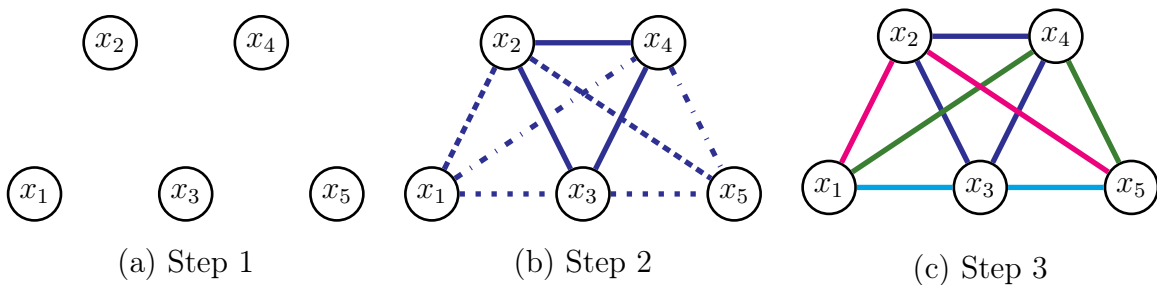 x2 x4
x1 x3 x5
(a) Step 1
x2 x4
x1 x3 x5
(b) Step 2
x2 x4
x1 x3 x5
(c) Step 3